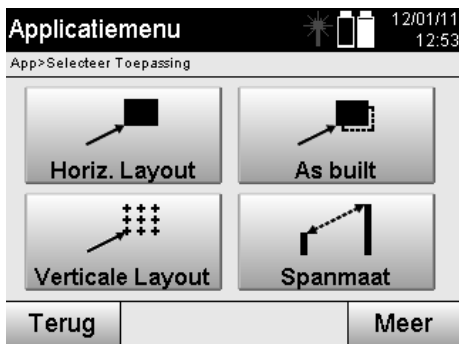 Applicatiemenu
12/01/11
12:53
App>Selecteer Toepassing
Horiz. Layout
As built
Verticale Layout
Spanmaat
Terug
Meer